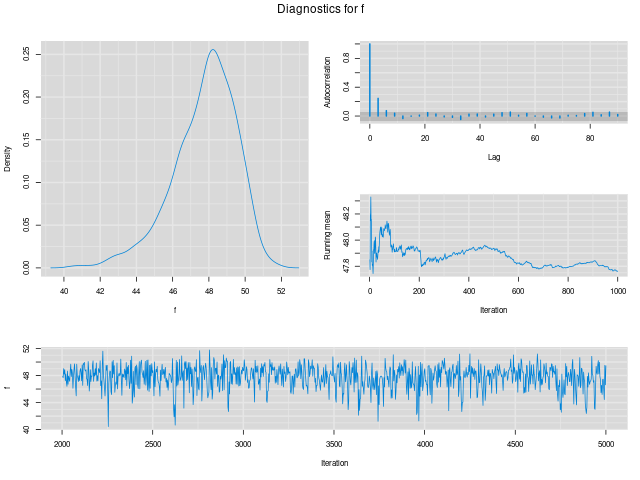 Diagnostics for f
Density
0.00
0.05
0.10
0.15
0.20
0.25
40 42 44 46 48 50 52
f
Autocorrelation
0.0
0.4
0.8
0 20 40 60 80
Lag
Running mean
47.8
48.0
48.2
0 200 400 600 800 1000
Iteration
f
40
44
48
52
2000 2500 3000 3500 4000 4500 5000
Iteration